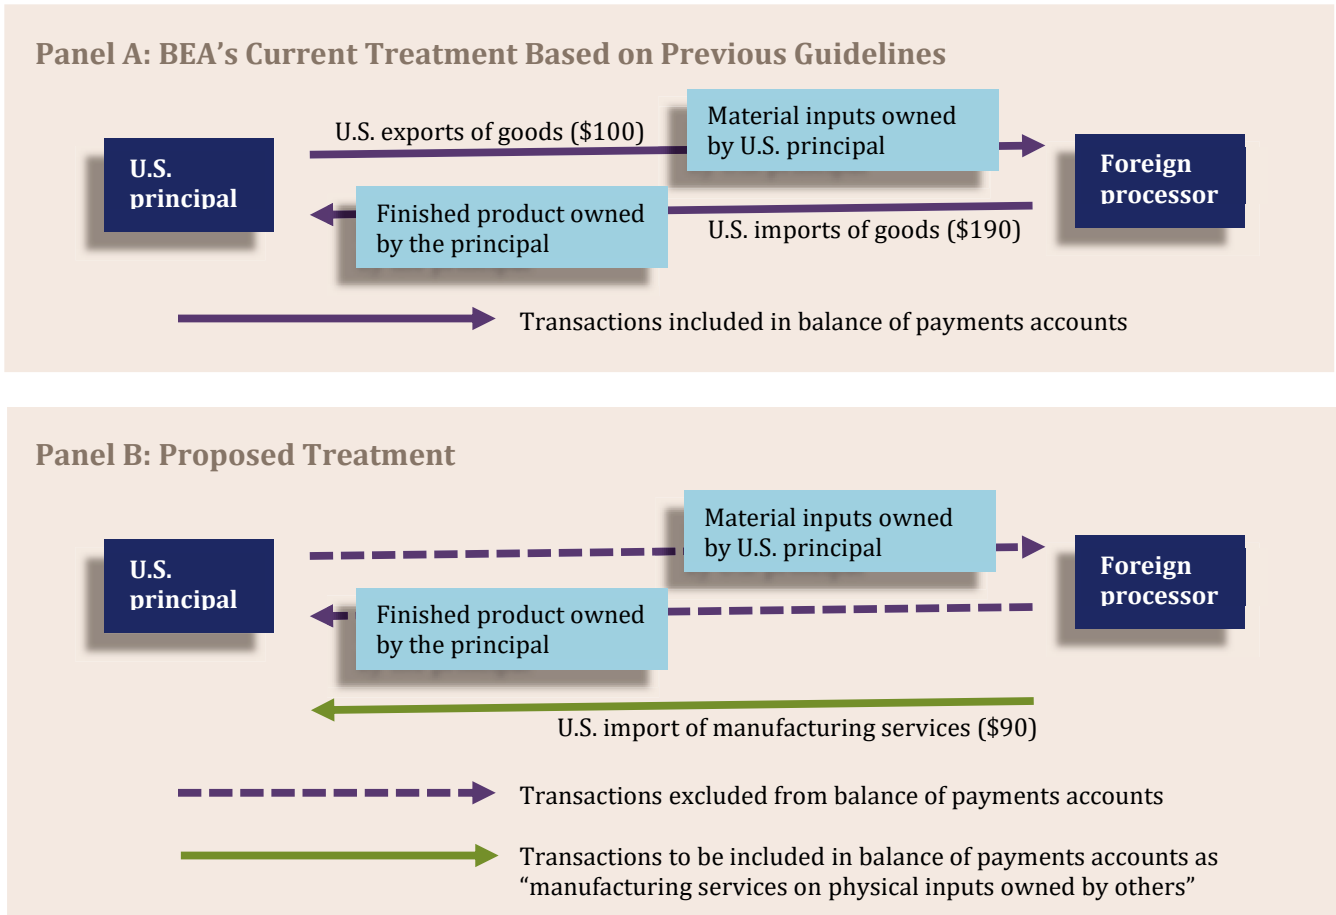 Panel A: BEA’s Current Treatment Based on Previous Guidelines
U.S. exports of goods ($100)
Material inputs owned
by U.S. principal
U.S.
principal
Foreign
processor
Finished product owned
by the principal
U.S. imports of goods ($190)
Transactions included in balance of payments accounts
Panel B: Proposed Treatment
Material inputs owned
by U.S. principal
U.S.
principal
Foreign
processor
Finished product owned
by the principal
U.S. import of manufacturing services ($90)
Transactions excluded from balance of payments accounts
Transactions to be included in balance of payments accounts as
“manufacturing services on physical inputs owned by others”